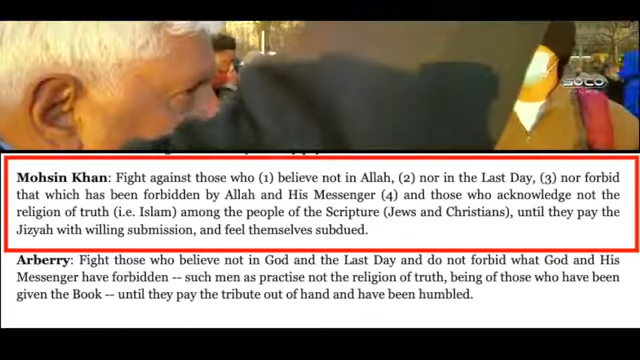 SOCO
Mohsin Khan: Fight against those who (1) believe not in Allah, (2) nor in the Last Day, (3) nor forbid
that which has been forbidden by Allah and His Messenger (4) and those who acknowledge not the
religion of truth (i.e. Islam) among the people of the Scripture (Jews and Christians), until they pay the
Jizyah with willing submission, and feel themselves subdued.
Arberry: Fight those who believe not in God and the Last Day and do not forbid what God and His
Messenger have forbidden -- such men as practise not the religion of truth, being of those who have been
given the Book -- until they pay the tribute out of hand and have been humbled.